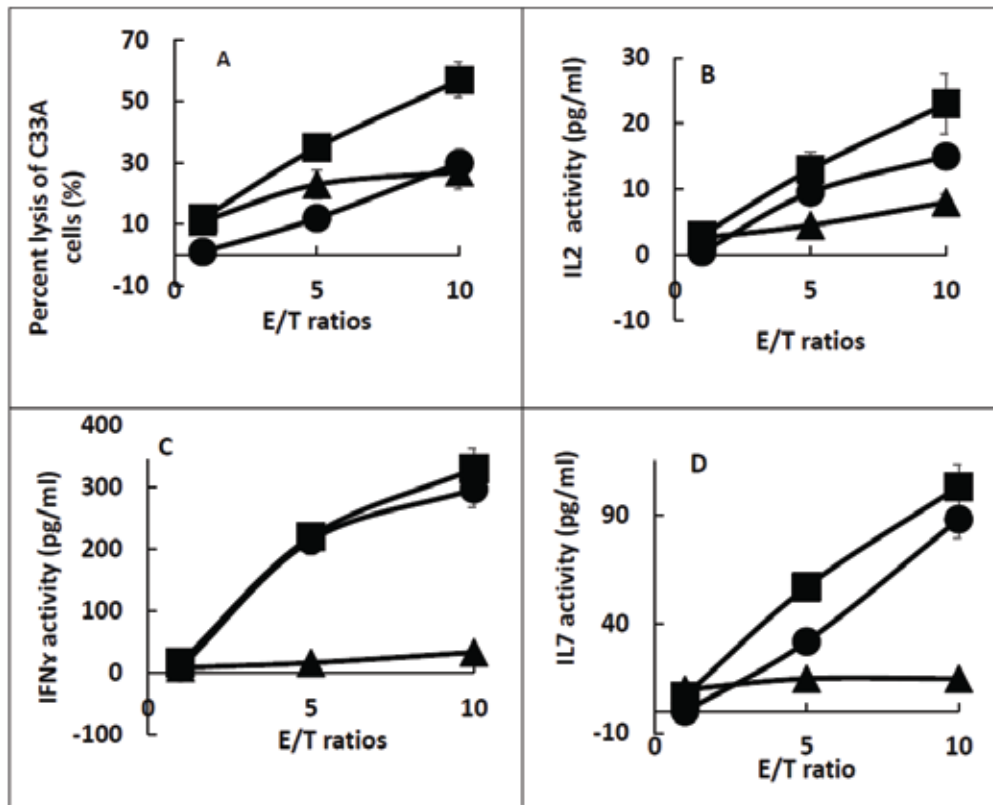 A
Percent lysis of C33A
cells (%)
70
50
30
10
-10
0
5
10
E/T ratios
B
IL2 activity (pg/ml)
30
20
10
0
-10
0
5
10
E/T ratios
C
IFNγ activity (pg/ml)
400
300
200
100
0
-100
0
5
10
E/T ratios
D
IL7 activity (pg/ml)
90
40
-10
0
5
10
E/T ratio